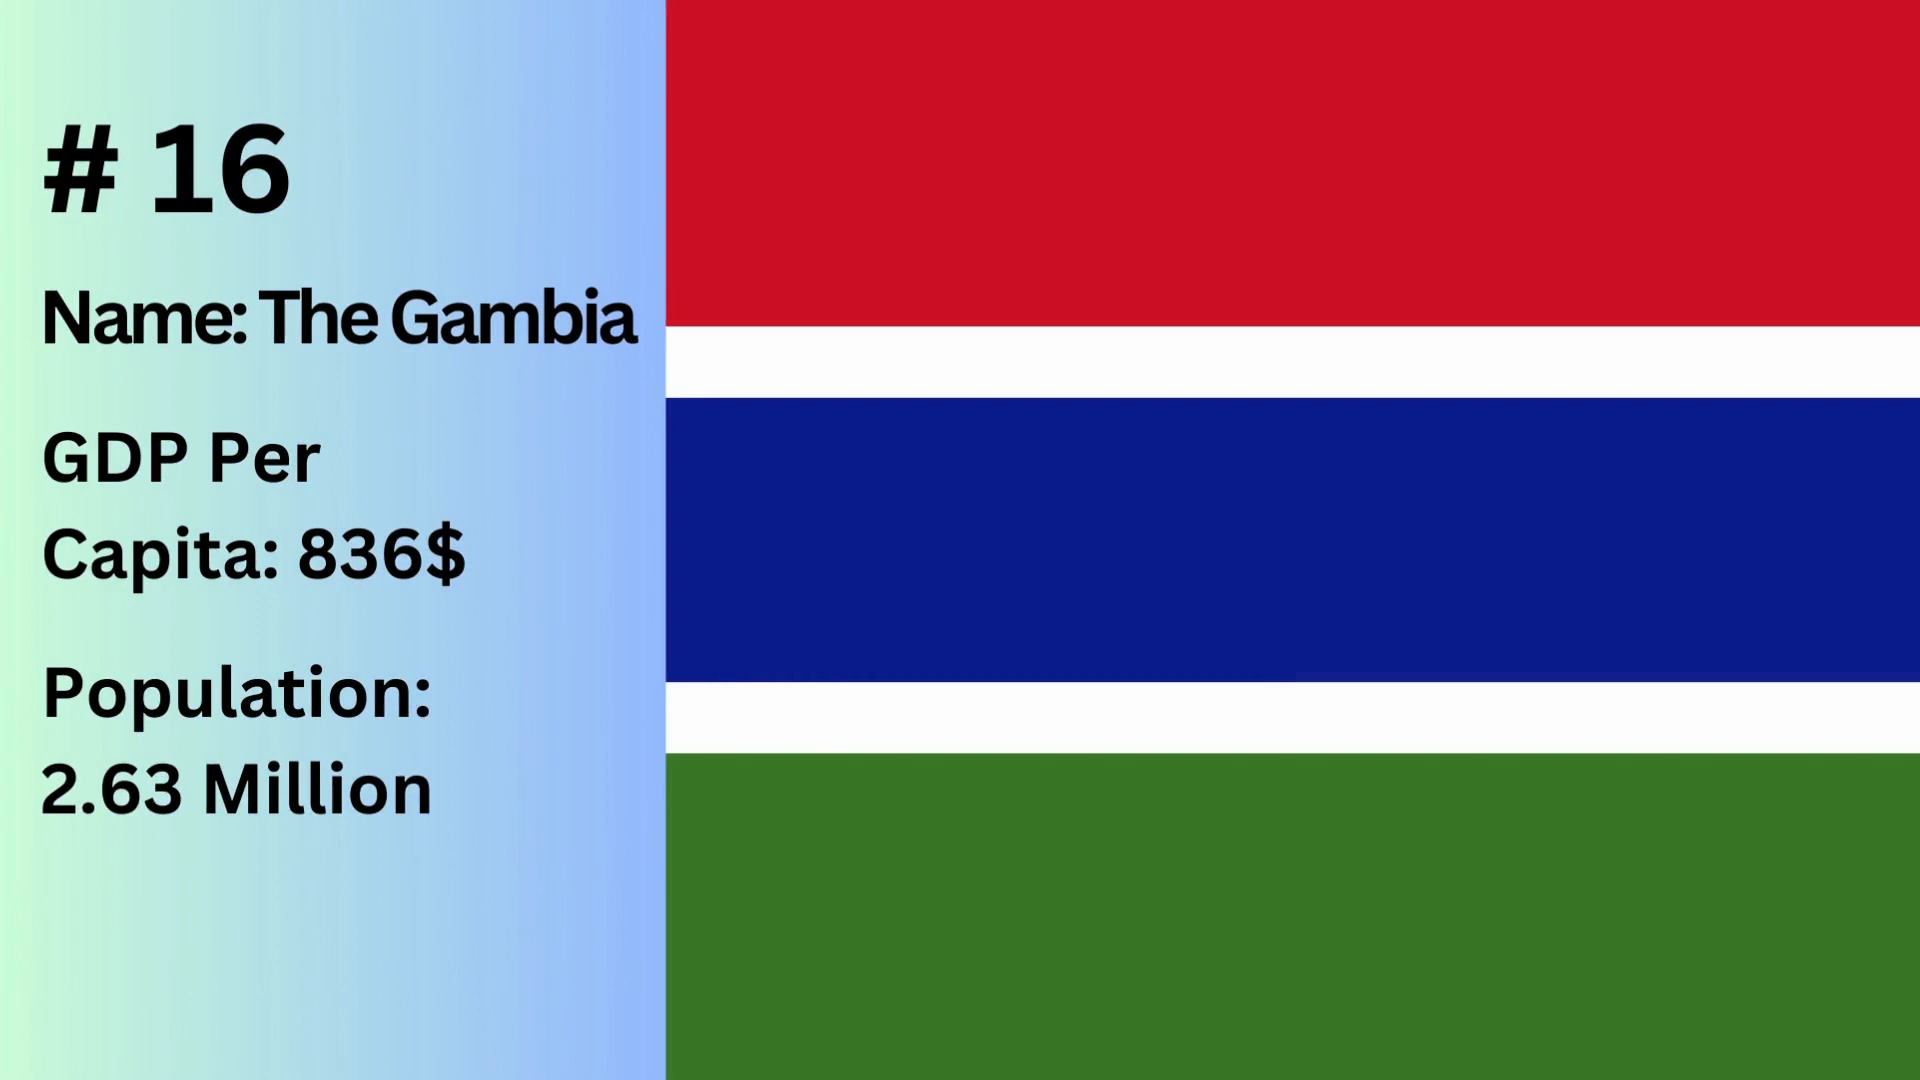 # 16
Name: The Gambia
GDP Per
Capita: 836$
Population:
2.63 Million